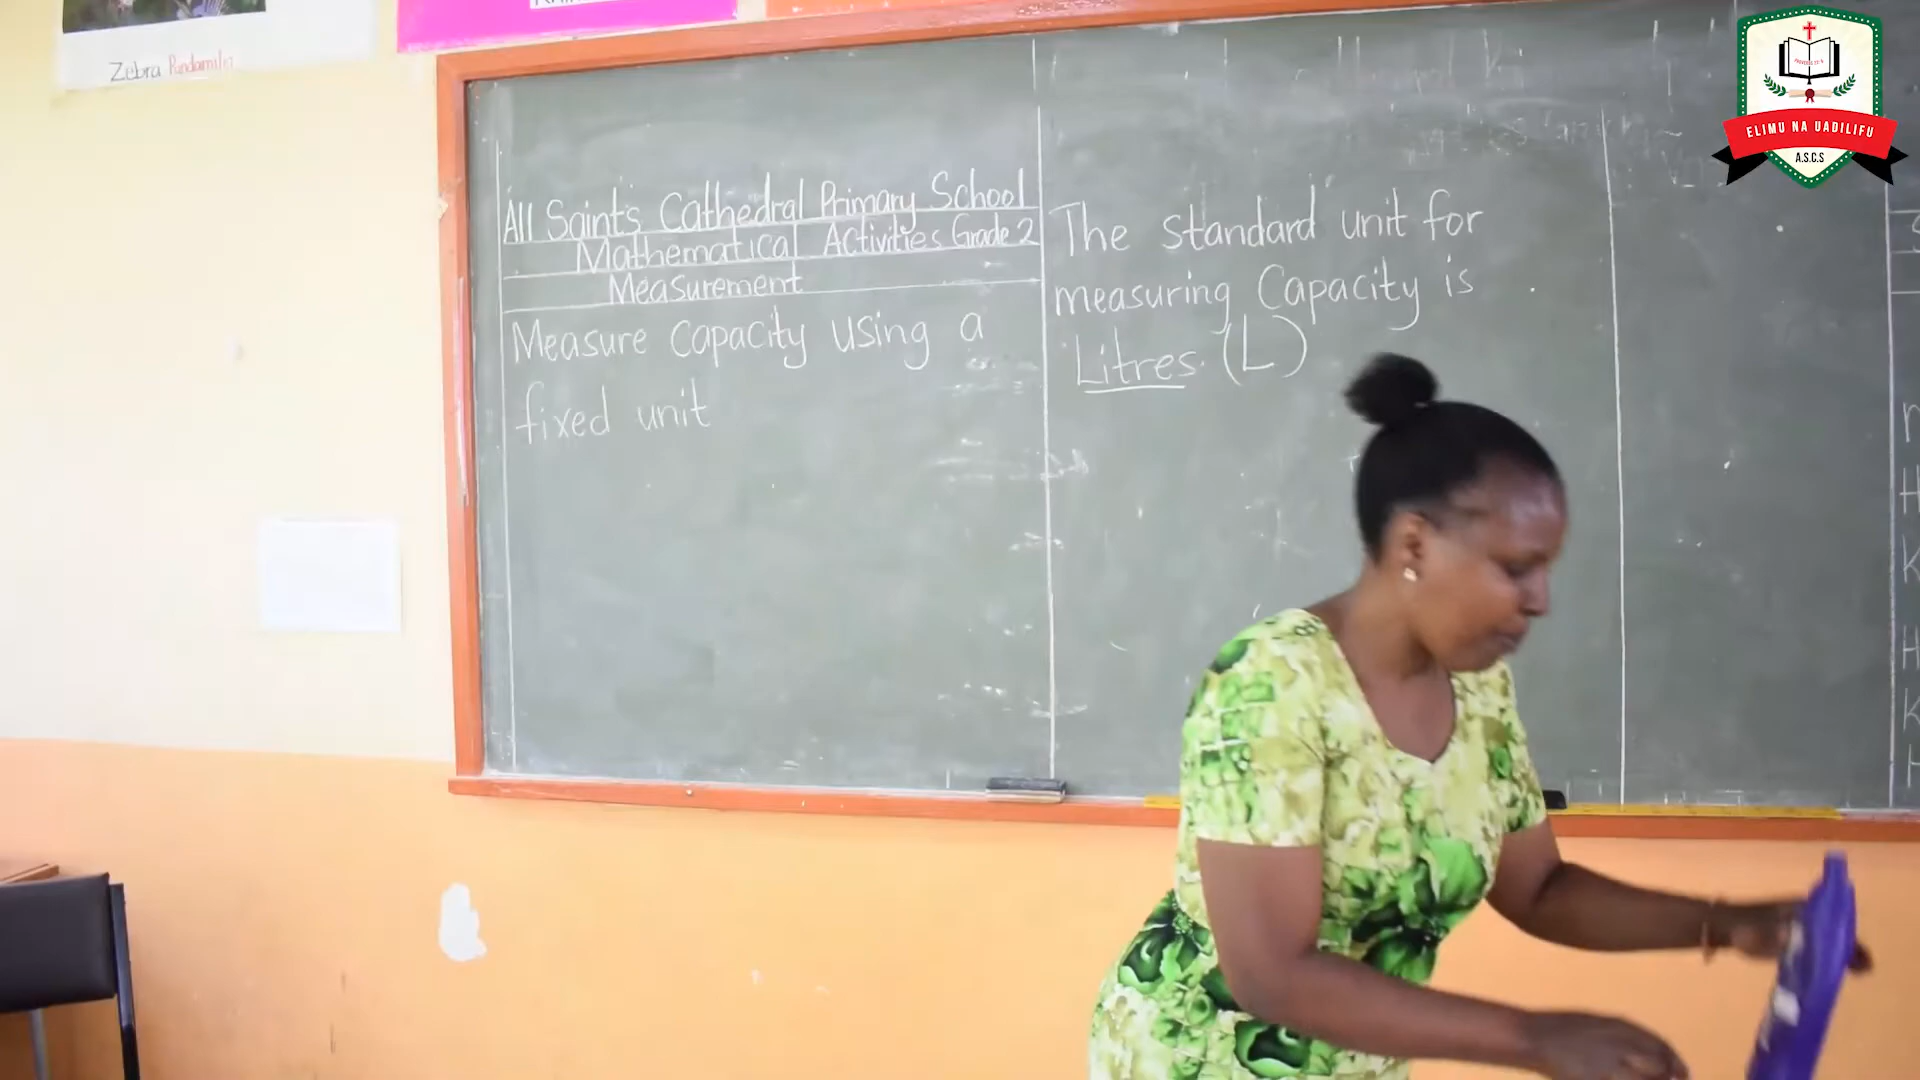 Zebra Pundamilia
All Saint's Cathedral Primary School
Mathematical Activities Grade 2
Measurement
Measure capacity using a
fixed unit
The standard unit for
measuring Capacity is
Litres. (L)
ELIMU NA UADILIFU
A.S.C.S